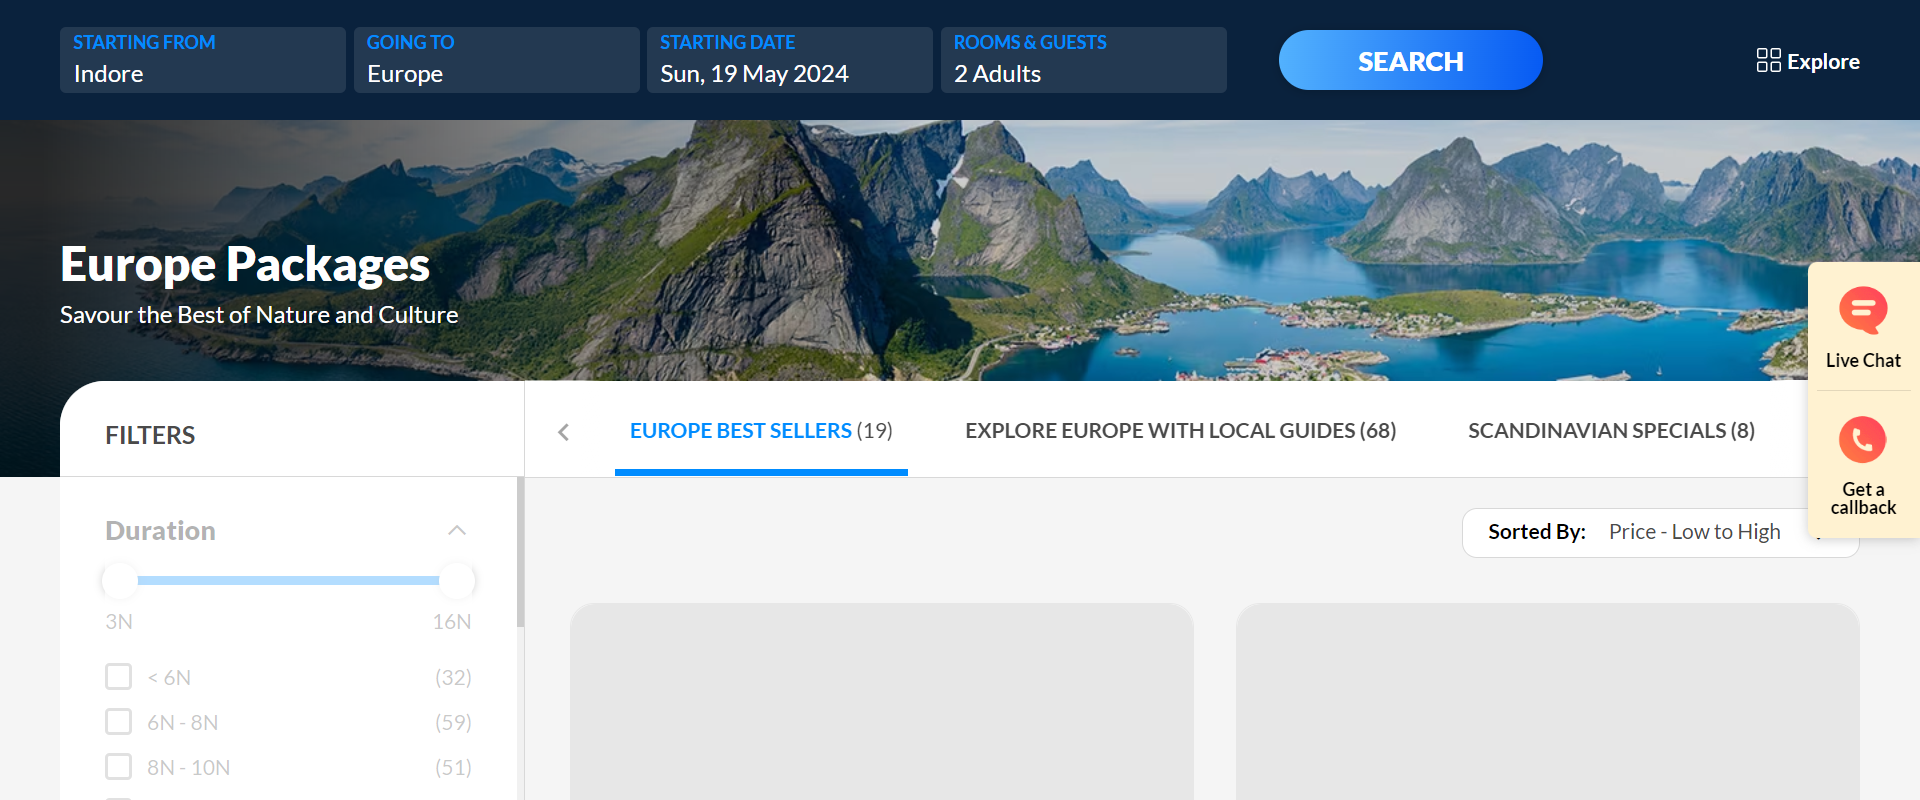 STARTING FROM
Indore
GOING TO
Europe
STARTING DATE
Sun, 19 May 2024
ROOMS & GUESTS
2 Adults
SEARCH
Explore
Europe Packages
Savour the Best of Nature and Culture
Live Chat
Get a
callback
FILTERS
EUROPE BEST SELLERS (19)
EXPLORE EUROPE WITH LOCAL GUIDES (68)
SCANDINAVIAN SPECIALS (8)
Sorted By: Price - Low to High
Duration
3N
16N
< 6N (32)
6N - 8N (59)
8N - 10N (51)